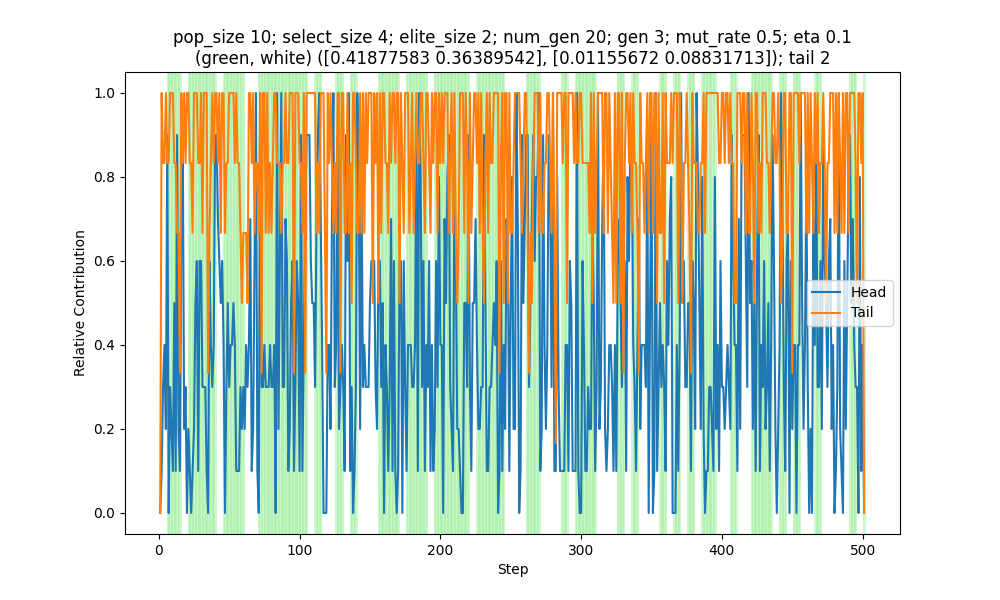 pop_size 10; select_size 4; elite_size 2; num_gen 20; gen 3; mut_rate 0.5; eta 0.1
(green, white) ([0.41877583 0.36389542], [0.01155672 0.08831713]); tail 2
1.0
0.8
0.6
0.4
0.2
0.0
Relative Contribution
Head
Tail
0
100
200
300
400
500
Step